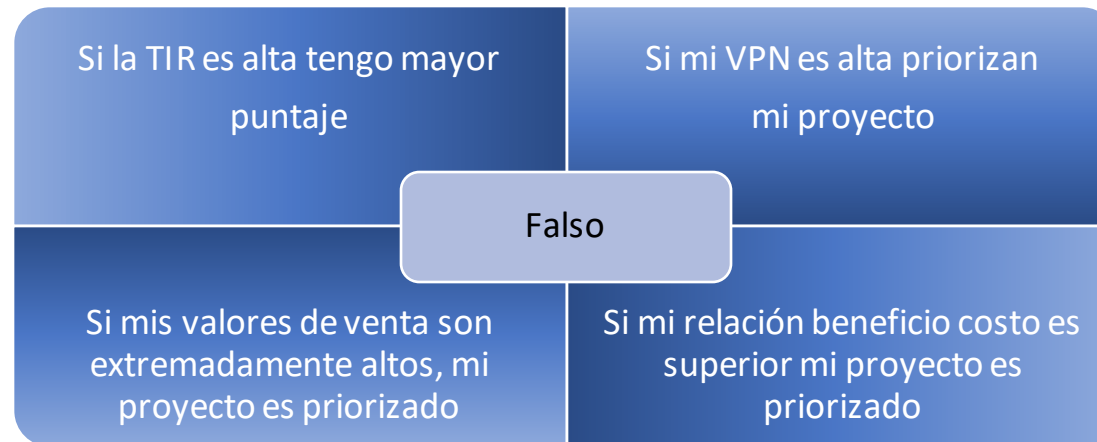 Si la TIR es alta tengo mayor
puntaje
Si mi VPN es alta priorizan
mi proyecto
Falso
Si mis valores de venta son
extremadamente altos, mi
proyecto es priorizado
Si mi relación beneficio costo es
superior mi proyecto es
priorizado